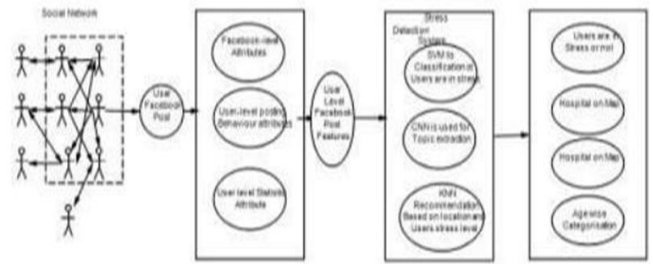 Social Network
User
Facebook
Post
Facebook-level
Attributes
User-level posting
Behaviour attributes
User level Statistic
Attribute
User
Level
Facebook
Post
Features
Stress
Detection
System
SVM to
Classification is
Users are in stress
CNN is used for
Topic extraction
KNN
Recommendation
Based on location and
Users stress level
Users are in
Stress or not
Hospital on Map
Hospital on Map
Age wise
Categorisation